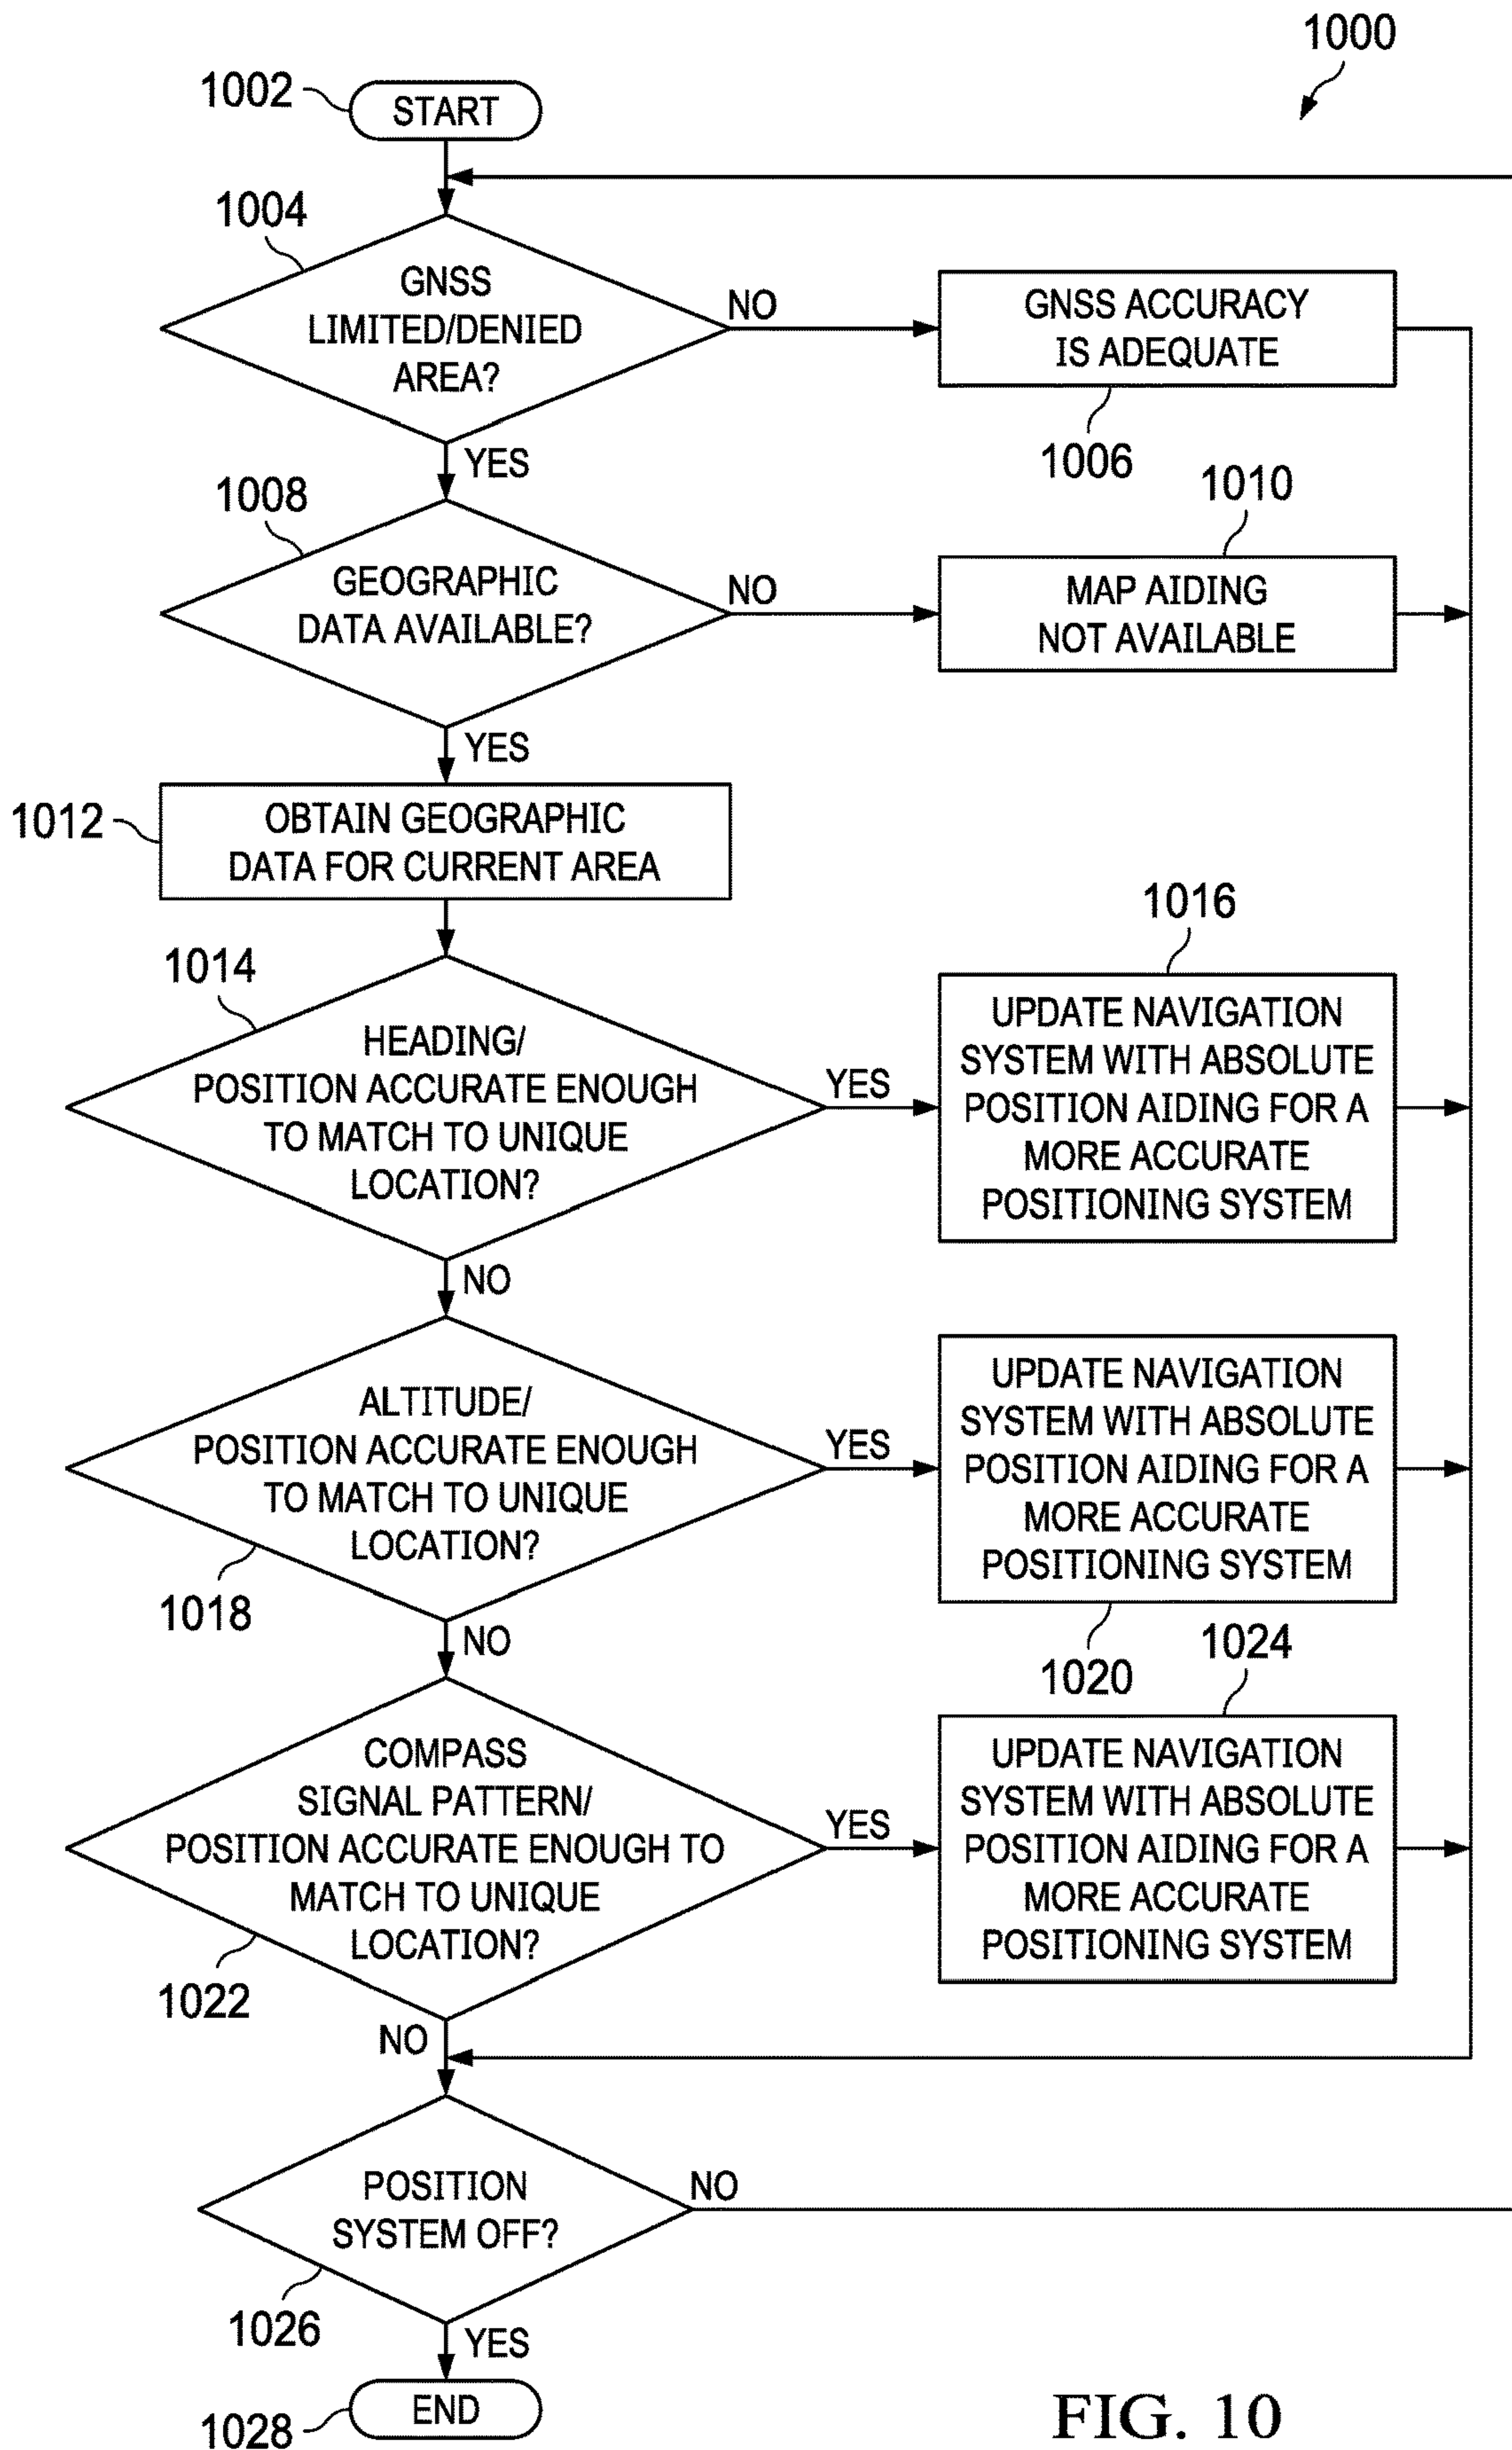 1000
1002
START
1004
GNSS
LIMITED/DENIED
AREA?
NO
GNSS ACCURACY
IS ADEQUATE
1006
YES
1008
GEOGRAPHIC
DATA AVAILABLE?
NO
1010
MAP AIDING
NOT AVAILABLE
YES
1012
OBTAIN GEOGRAPHIC
DATA FOR CURRENT AREA
1014
HEADING/
POSITION ACCURATE ENOUGH
TO MATCH TO UNIQUE
LOCATION?
YES
1016
UPDATE NAVIGATION
SYSTEM WITH ABSOLUTE
POSITION AIDING FOR A
MORE ACCURATE
POSITIONING SYSTEM
NO
ALTITUDE/
POSITION ACCURATE ENOUGH
TO MATCH TO UNIQUE
LOCATION?
1018
YES
UPDATE NAVIGATION
SYSTEM WITH ABSOLUTE
POSITION AIDING FOR A
MORE ACCURATE
POSITIONING SYSTEM
1020
NO
COMPASS
SIGNAL PATTERN/
POSITION ACCURATE ENOUGH TO
MATCH TO UNIQUE
LOCATION?
1022
YES
1024
UPDATE NAVIGATION
SYSTEM WITH ABSOLUTE
POSITION AIDING FOR A
MORE ACCURATE
POSITIONING SYSTEM
NO
POSITION
SYSTEM OFF?
NO
1026
YES
END
1028
FIG. 10